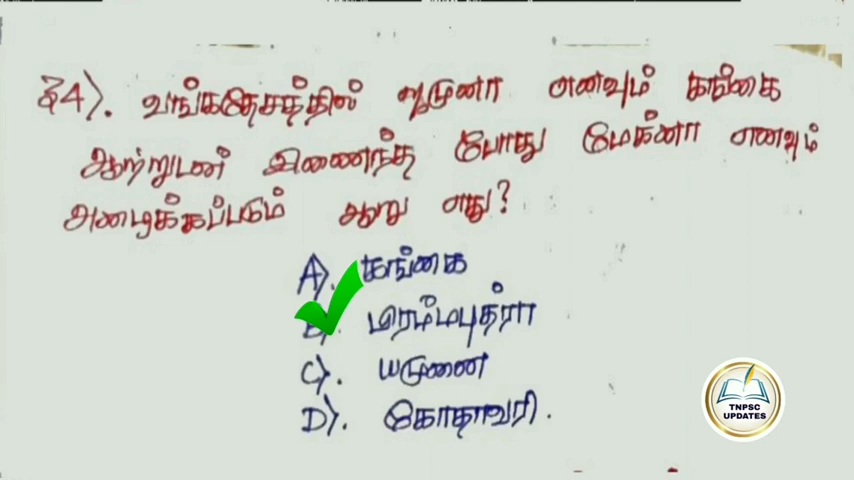 34). வங்கதேசத்தில் ஜமுனா எனவும் கங்கை
ஆற்றுடன் இணைந்த போது மேக்னா எனவும்
அழைக்கப்படும் ஆறு எது?
A). கங்கை
B). பிரம்மபுத்ரா
C). யமுனை
D). கோதாவரி.
TNPSC
UPDATES